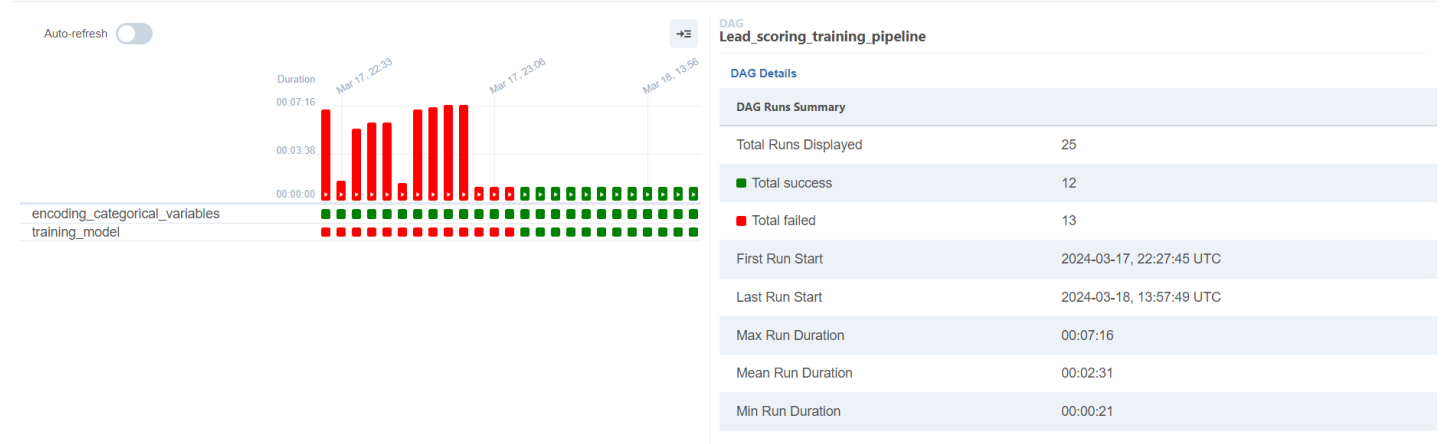 Auto-refresh
Duration
Mar 17, 22:33
Mar 17, 23:06
Mar 18, 13:56
00:07:16
00:03:38
00:00:00
encoding_categorical_variables
training_model
DAG
Lead_scoring_training_pipeline
DAG Details
DAG Runs Summary
Total Runs Displayed 25
Total success 12
Total failed 13
First Run Start 2024-03-17, 22:27:45 UTC
Last Run Start 2024-03-18, 13:57:49 UTC
Max Run Duration 00:07:16
Mean Run Duration 00:02:31
Min Run Duration 00:00:21